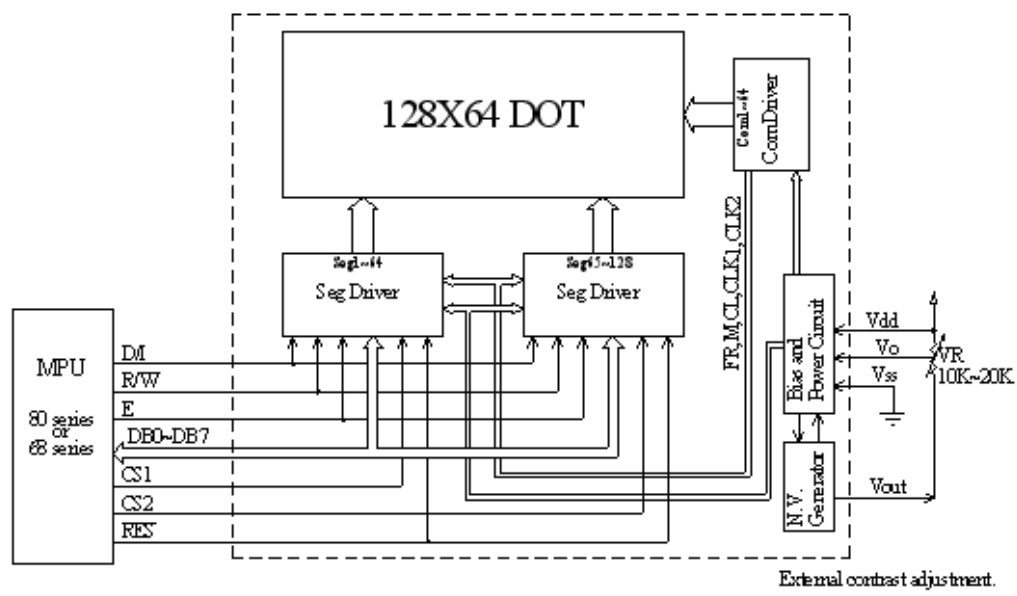 128X64 DOT
Com1~64
ComDriver
Seg1~64
Seg Driver
Seg65~128
Seg Driver
FR,M,CL,CLK1,CLK2
MPU
80 series
or
68 series
D/I
R/W
E
DB0~DB7
CS1
CS2
RES
Bias and
Power Circuit
Vdd
Vo
Vss
VR
10K~20K
N.V.
Generator
Vout
External contrast adjustment.